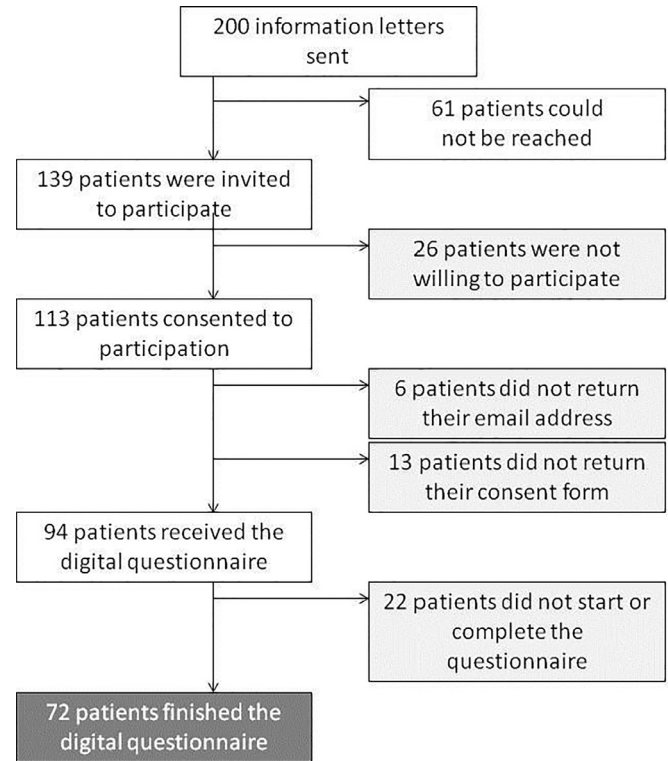 200 information letters
sent
61 patients could
not be reached
139 patients were invited
to participate
26 patients were not
willing to participate
113 patients consented to
participation
6 patients did not return
their email address
13 patients did not return
their consent form
94 patients received the
digital questionnaire
22 patients did not start or
complete the
questionnaire
72 patients finished the
digital questionnaire